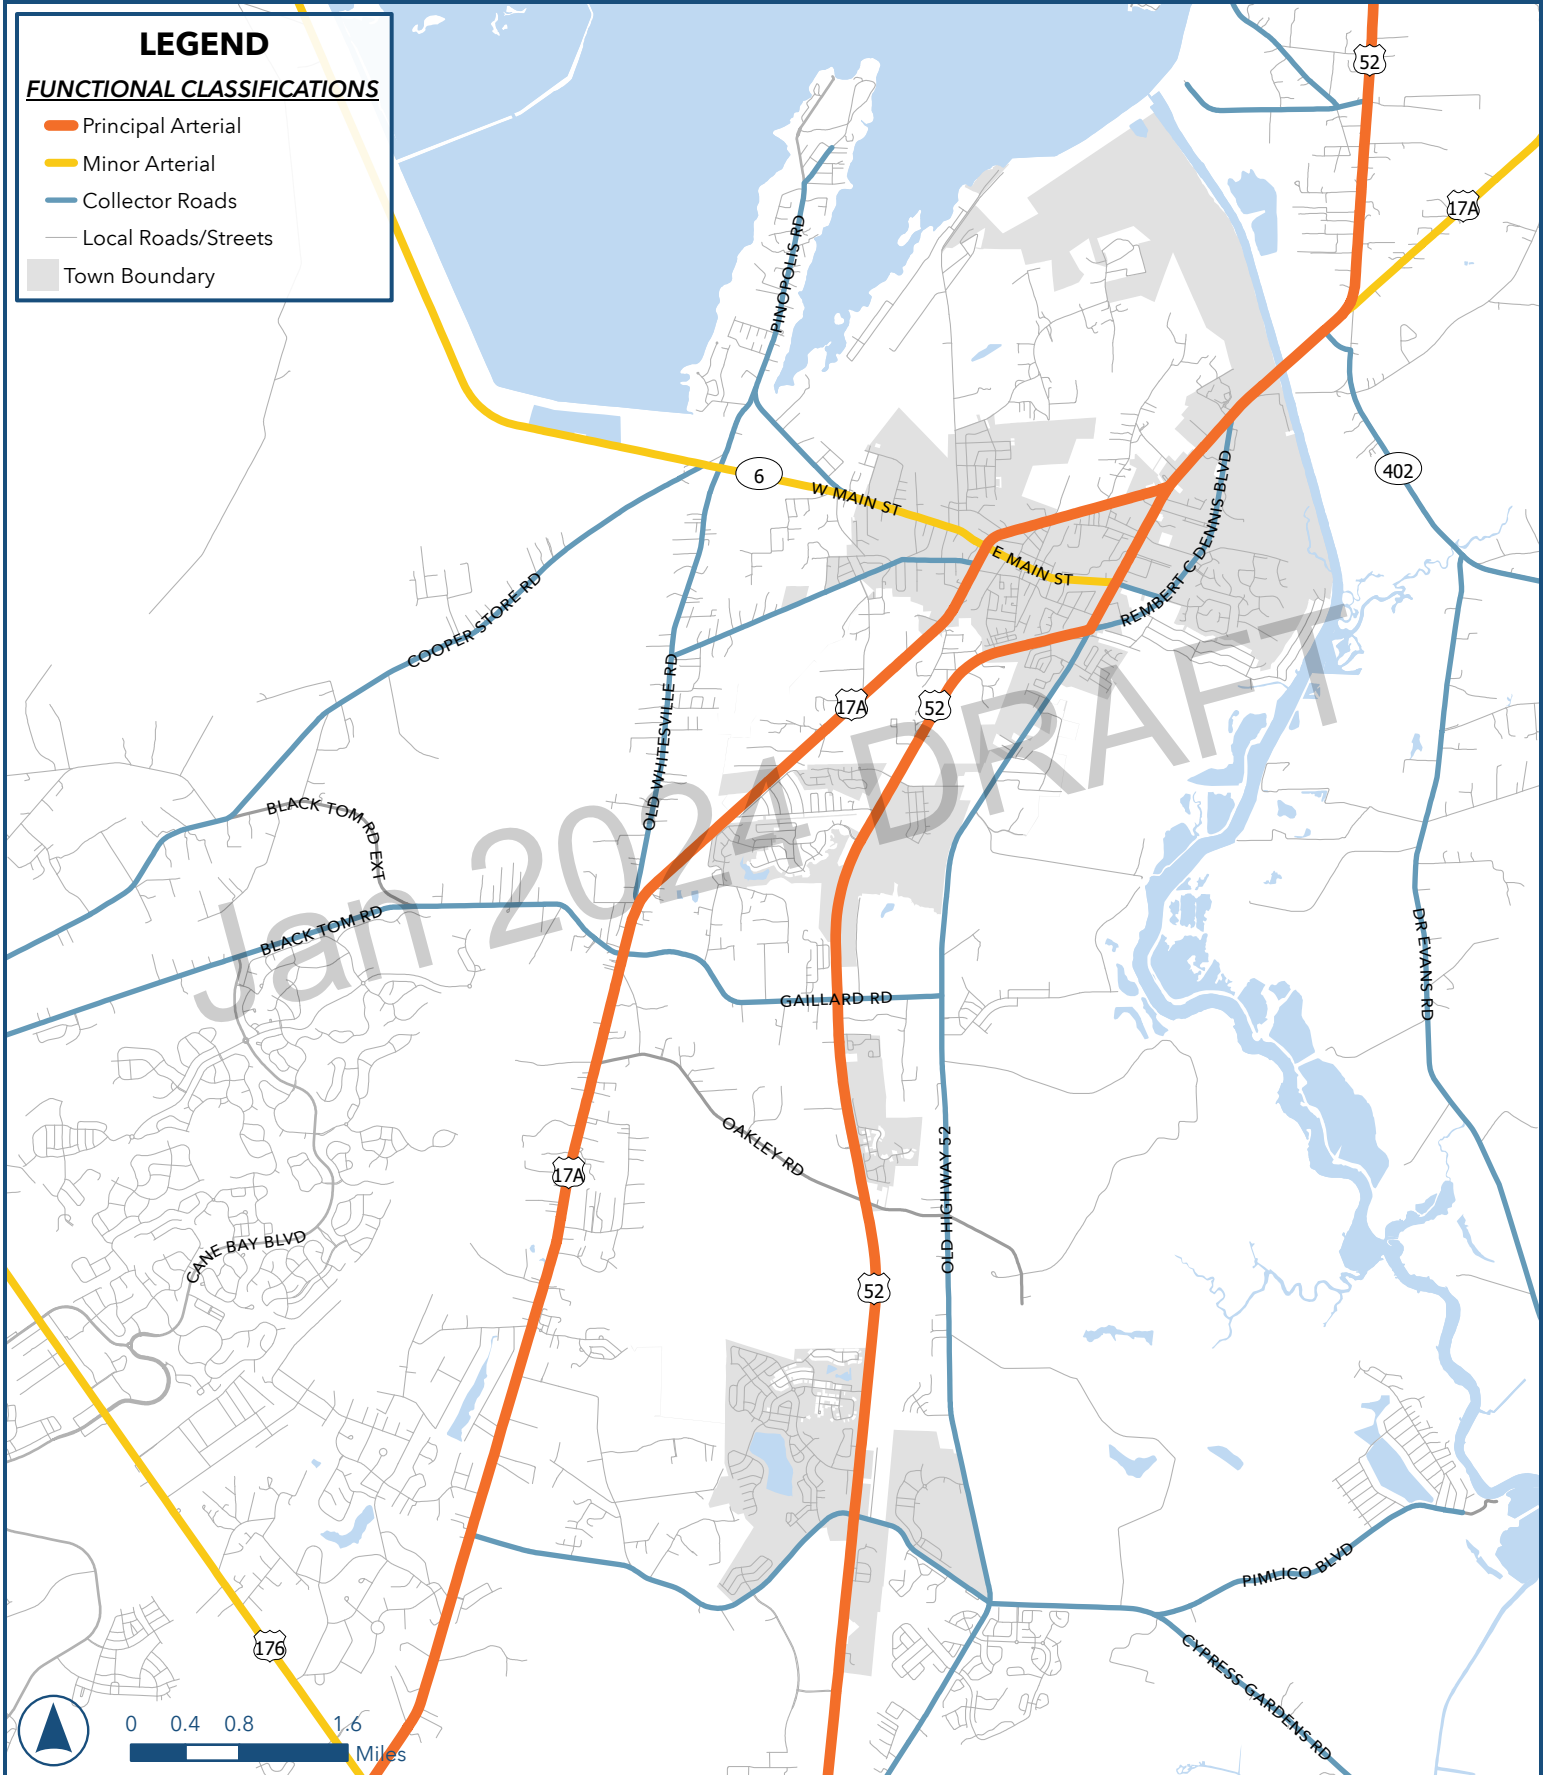 LEGEND
FUNCTIONAL CLASSIFICATIONS
Principal Arterial
Minor Arterial
Collector Roads
Local Roads/Streets
Town Boundary
52
17A
PINOPOLIS RD
6
W MAIN ST
E MAIN ST
REMBERT C DENNIS BLVD
402
COOPER STORE RD
OLD WHITESVILLE RD
17A
52
BLACK TOM RD EXT
BLACK TOM RD
Jan 2024 DRAFT
GAILLARD RD
DR EVANS RD
OAKLEY RD
OLD HIGHWAY 52
17A
CANE BAY BLVD
52
PIMLICO BLVD
CYPRESS GARDENS RD
176
0 0.4 0.8 1.6
Miles